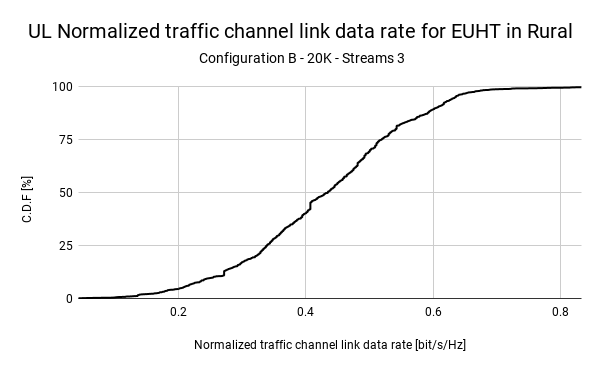 UL Normalized traffic channel link data rate for EUHT in Rural
Configuration B - 20K - Streams 3
C.D.F [%]
100
75
50
25
0
0.2 0.4 0.6 0.8
Normalized traffic channel link data rate [bit/s/Hz]